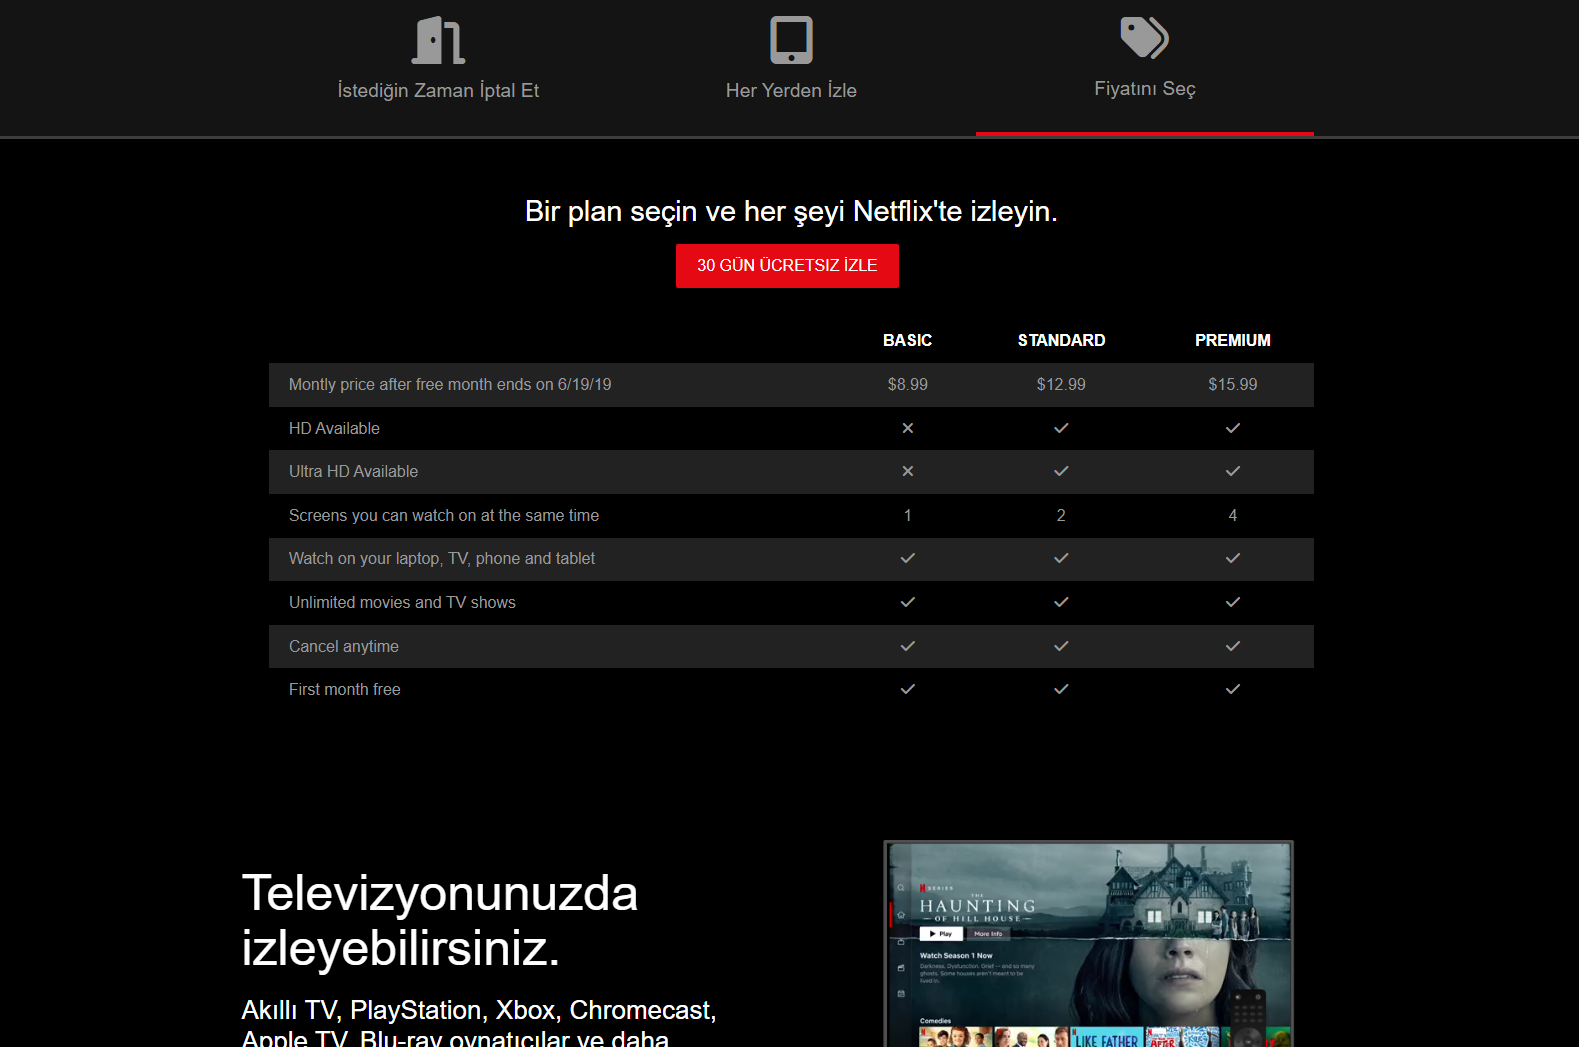 İstediğin Zaman İptal Et
Her Yerden İzle
Fiyatını Seç
Bir plan seçin ve her şeyi Netflix'te izleyin.
30 GÜN ÜCRETSIZ İZLE
BASIC STANDARD PREMIUM
Montly price after free month ends on 6/19/19 $8.99 $12.99 $15.99
HD Available
Ultra HD Available
Screens you can watch on at the same time 1 2 4
Watch on your laptop, TV, phone and tablet
Unlimited movies and TV shows
Cancel anytime
First month free
Televizyonunuzda
izleyebilirsiniz.
Akıllı TV, PlayStation, Xbox, Chromecast,
Apple TV, Blu-ray oynatıcılar ve daha
N SERIES
THE
HAUNTING
OF HILL HOUSE
Play More Info
Watch Season 1 Now
Darkness. Dysfunction. Grief — and so many
ghosts. Some houses aren't meant to be
lived in.
Comedies
LIKE FATHER
AFTER